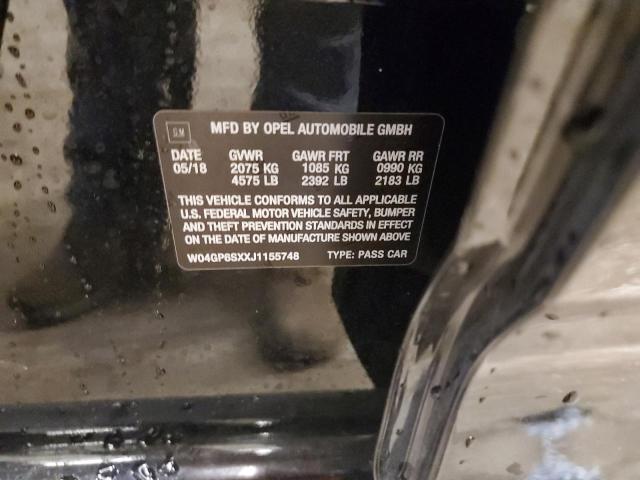 GM
MFD BY OPEL AUTOMOBILE GMBH
DATE GVWR GAWR FRT GAWR RR
05/18 2075 KG 1085 KG 0990 KG
4575 LB 2392 LB 2183 LB
THIS VEHICLE CONFORMS TO ALL APPLICABLE
U.S. FEDERAL MOTOR VEHICLE SAFETY, BUMPER
AND THEFT PREVENTION STANDARDS IN EFFECT
ON THE DATE OF MANUFACTURE SHOWN ABOVE
W04GP6SXXJ1155748 TYPE: PASS CAR